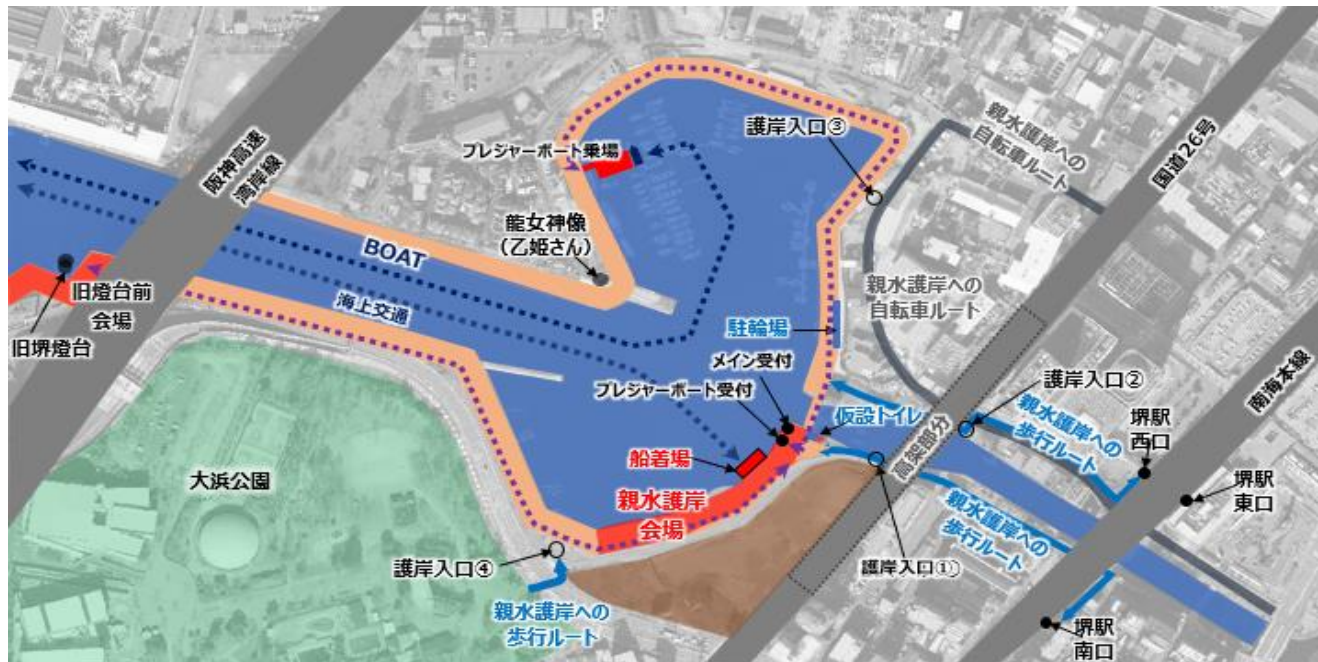 阪神高速
湾岸線
プレジャーボート乗場
護岸入口③
親水護岸への
自転車ルート
国道26号
龍女神像
（乙姫さん）
BOAT
海上交通
旧燈台前
会場
旧堺燈台
親水護岸への
自転車ルート
駐輪場
メイン受付
プレジャーボート受付
仮設トイレ
高架部分
護岸入口②
南海本線
親水護岸への
歩行ルート
堺駅
西口
堺駅
東口
船着場
親水護岸
会場
大浜公園
護岸入口④
親水護岸への
歩行ルート
護岸入口①
親水護岸への
歩行ルート
堺駅
南口